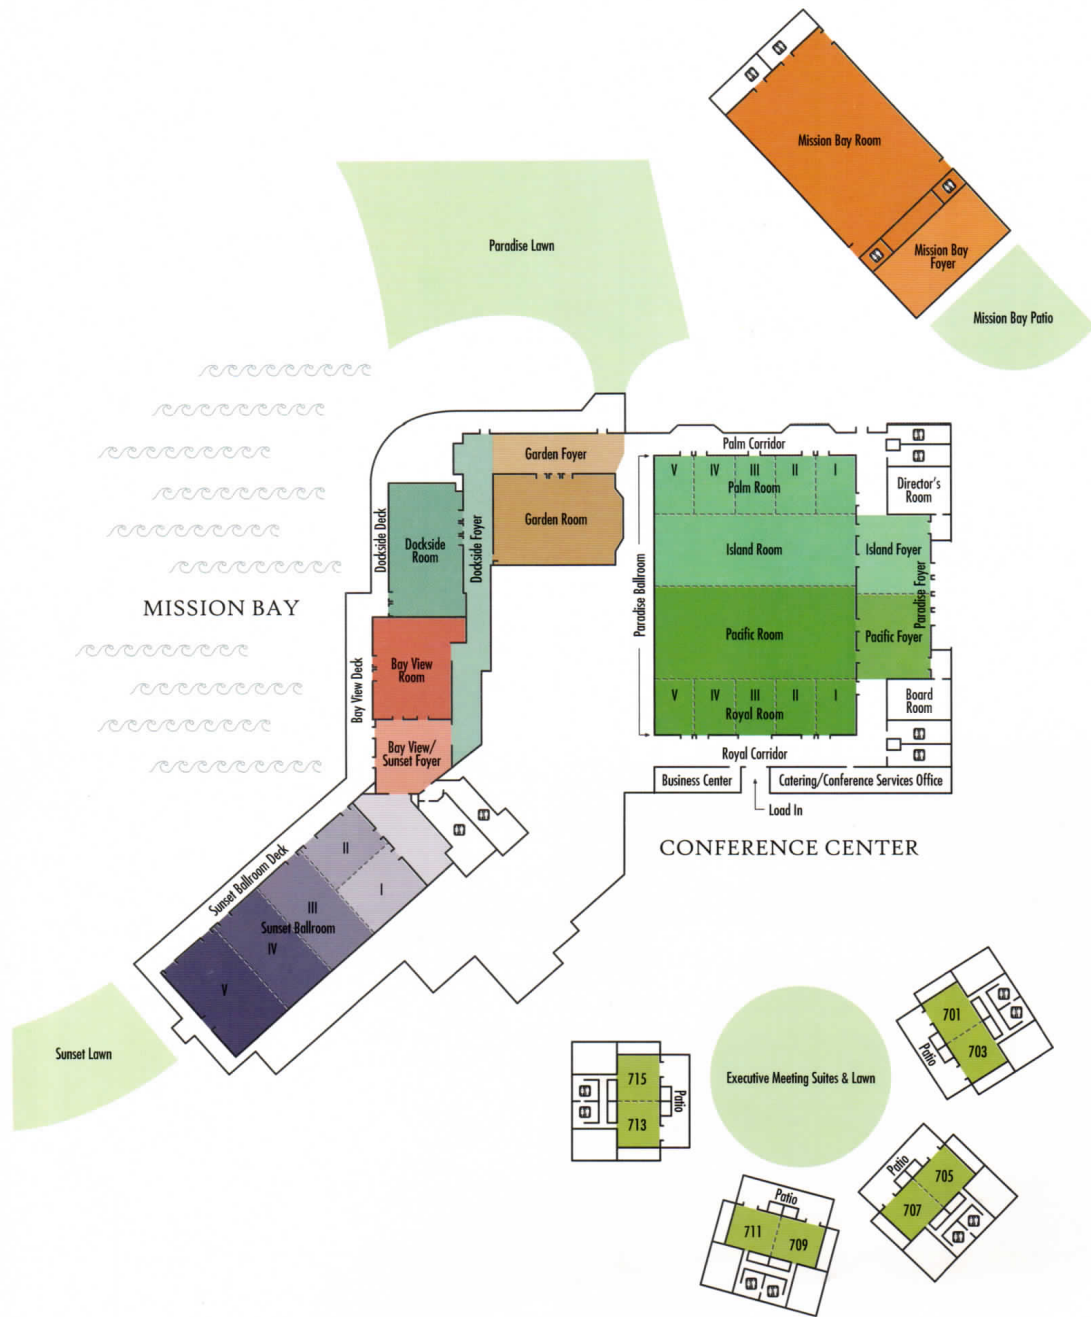 Mission Bay Room
Mission Bay
Foyer
Mission Bay Patio
Paradise Lawn
MISSION BAY
Garden Foyer
Garden Room
Dockside Deck
Dockside
Room
Dockside Foyer
Bay View Deck
Bay View
Room
Bay View/
Sunset Foyer
Palm Corridor
V IV III II I
Palm Room
Island Room
Paradise Ballroom
Pacific Room
V IV III II I
Royal Room
Royal Corridor
Director's
Room
Island Foyer
Paradise Foyer
Pacific Foyer
Board
Room
Business Center
Catering/Conference Services Office
Load In
CONFERENCE CENTER
Sunset Ballroom Deck
II
I
III
Sunset Ballroom
IV
V
Sunset Lawn
Executive Meeting Suites & Lawn
701
703
Patio
705
707
Patio
Patio
711
709
715
713
Patio